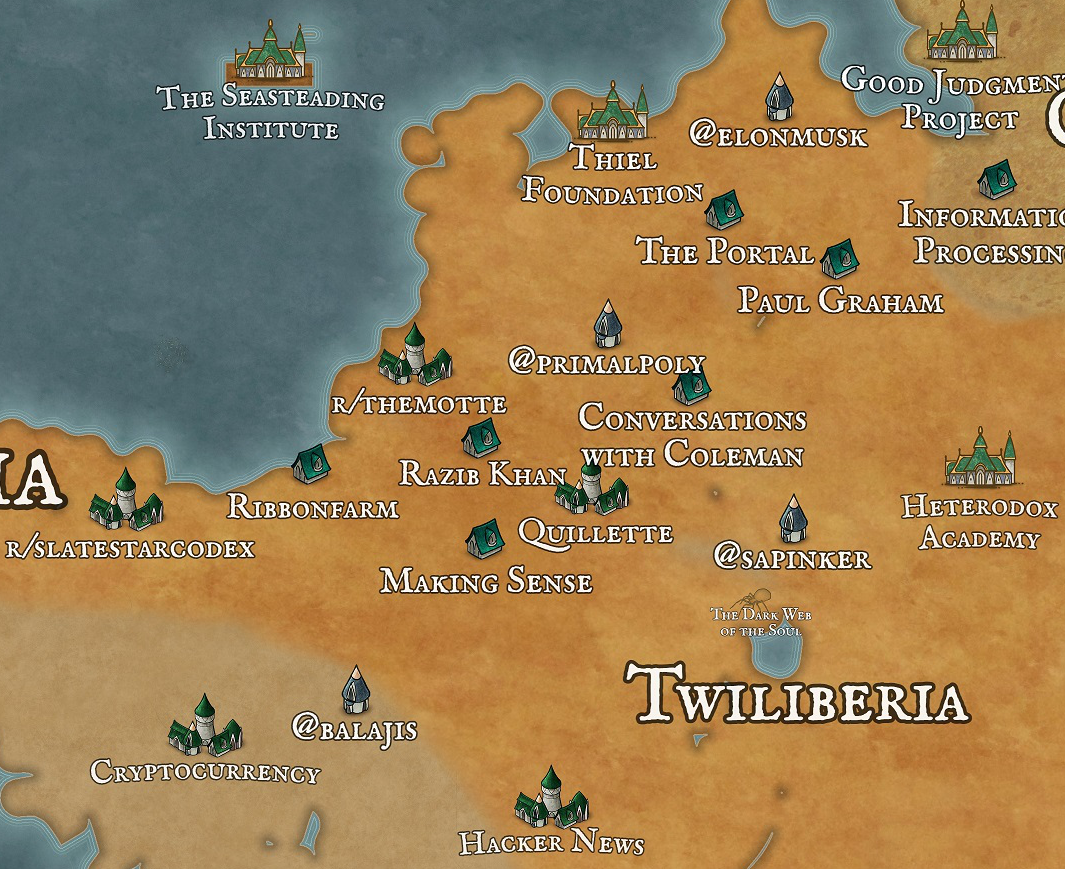 The Seasteading
Institute
Good Judgment
Project
@elonmusk
Thiel
Foundation
The Portal
Paul Graham
Informatio
Processin
@primalpoly
r/themotte
Conversations
with Coleman
Razib Khan
Ribbonfarm
Quillette
r/slatestarcodex
Making Sense
@sapinker
Heterodox
Academy
The Dark Web
of the Soul
Twiliberia
@balajis
Cryptocurrency
Hacker News